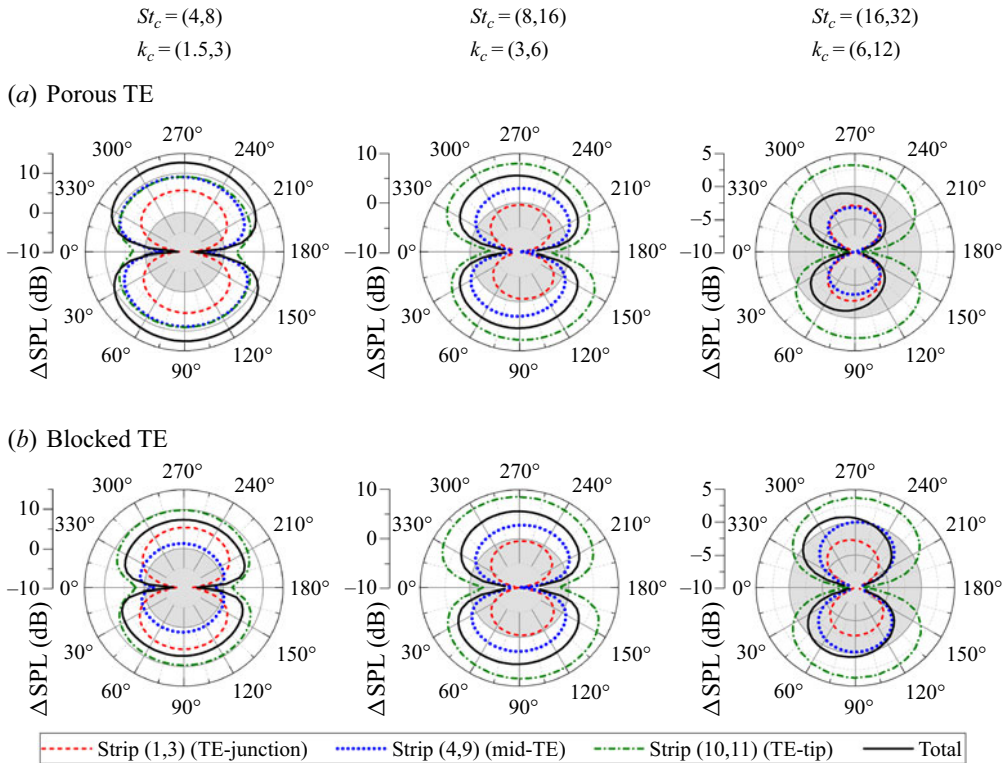 St_c = (4,8) St_c = (8,16) St_c = (16,32)
k_c = (1.5,3) k_c = (3,6) k_c = (6,12)
(a) Porous TE
270° 270° 270°
10 300° 240° 10 300° 240° 5 300° 240°
330° 210° 330° 210° 0 330° 210°
0 0 −5
−10 0° 180° −10 0° 180° −10 0° 180°
ΔSPL (dB) ΔSPL (dB) ΔSPL (dB)
30° 150° 30° 150° 30° 150°
60° 120° 60° 120° 60° 120°
90° 90° 90°
(b) Blocked TE
270° 270° 270°
10 300° 240° 10 300° 240° 5 300° 240°
330° 210° 330° 210° 0 330° 210°
0 0 −5
−10 0° 180° −10 0° 180° −10 0° 180°
ΔSPL (dB) ΔSPL (dB) ΔSPL (dB)
30° 150° 30° 150° 30° 150°
60° 120° 60° 120° 60° 120°
90° 90° 90°
Strip (1,3) (TE-junction) Strip (4,9) (mid-TE) Strip (10,11) (TE-tip) Total